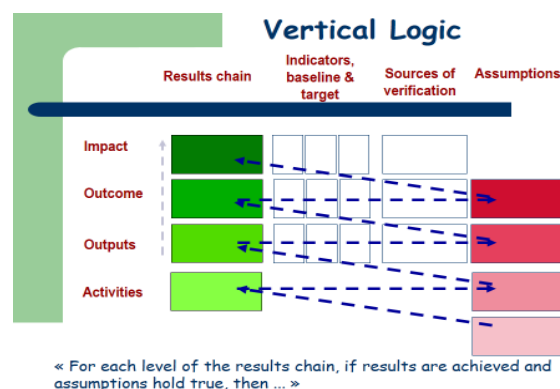 Vertical Logic
Results chain
Indicators,
baseline &
target
Sources of
verification
Assumptions
Impact
Outcome
Outputs
Activities
« For each level of the results chain, if results are achieved and
assumptions hold true, then ... »